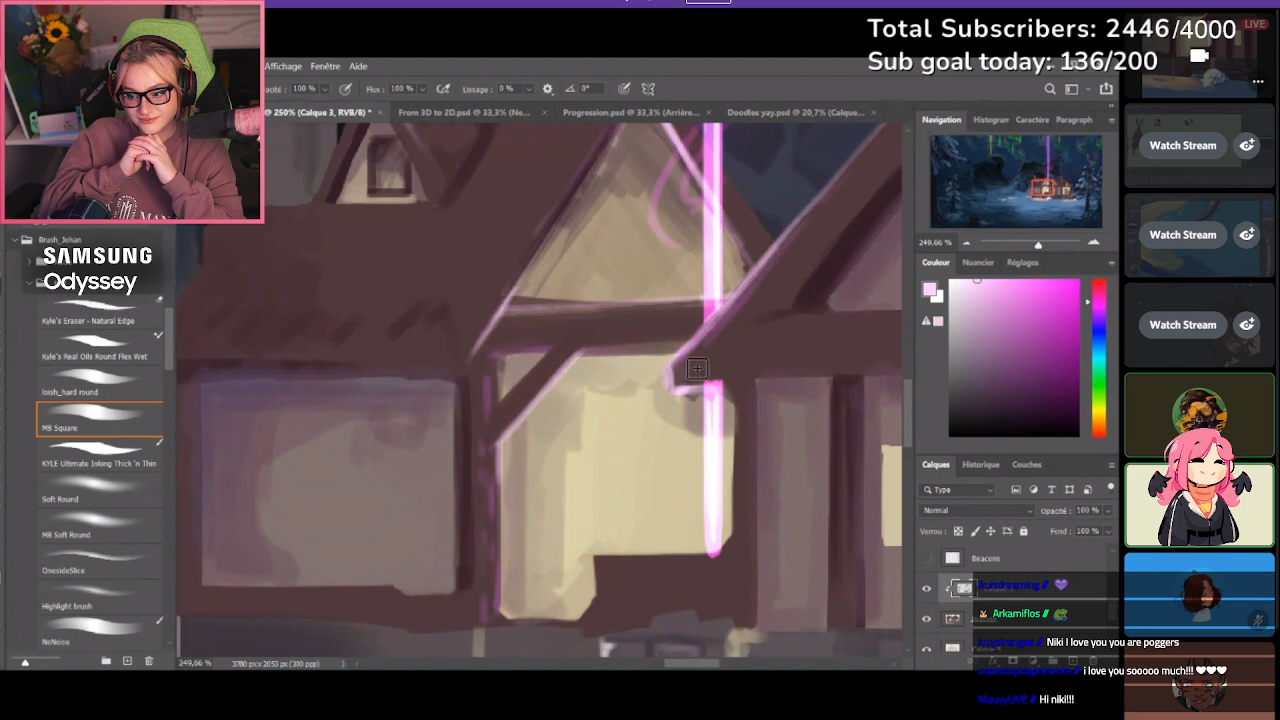 Total Subscribers: 2446/4000
Sub goal today: 136/200
LIVE
Affichage Fenêtre Aide
100 % Flux : 100 % Lissage : 0 % 0°
@ 250% (Calque 3, RVB/8) * × From 3D to 2D.psd @ 33,3% (Ne... × Progression.psd @ 33,3% (Arrière... × Doodles yay.psd @ 20,7% (Calque... ×
Navigation Histogram Caractère Paragraph
249,66 %
Couleur Nuancier Réglages
Watch Stream
Watch Stream
Watch Stream
Brush_Johan
SAMSUNG
Odyssey
Kyle's Eraser - Natural Edge
Kyle's Real Oils Round Flex Wet
loish_hard round
MB Square
KYLE Ultimate Inking Thick 'n Thin
Soft Round
MB Soft Round
OnesideSlice
Highlight brush
NeNoise
249,66 % 3780 px x 2053 px (300 ppp)
Calques Historique Couches
Type
Normal Opacité : 100 %
Verrou : Fond : 100 %
Beacons
Arkamiflos //
Niki I love you you are poggers
i love you sooooo much!!!
MauvyLIVE // Hi niki!!!